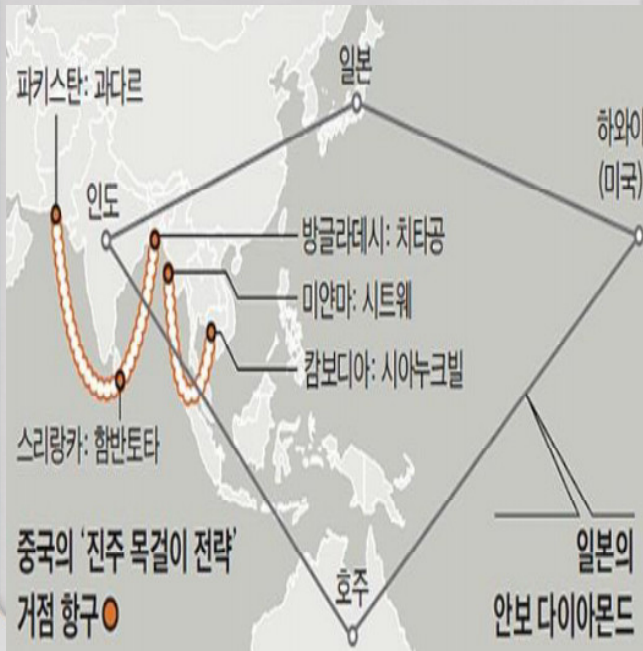 일본
파키스탄: 과다르
하와이
(미국)
인도
방글라데시: 치타공
미얀마: 시트웨
캄보디아: 시아누크빌
스리랑카: 함반토타
중국의 '진주 목걸이 전략'
거점 항구
호주
일본의
안보 다이아몬드